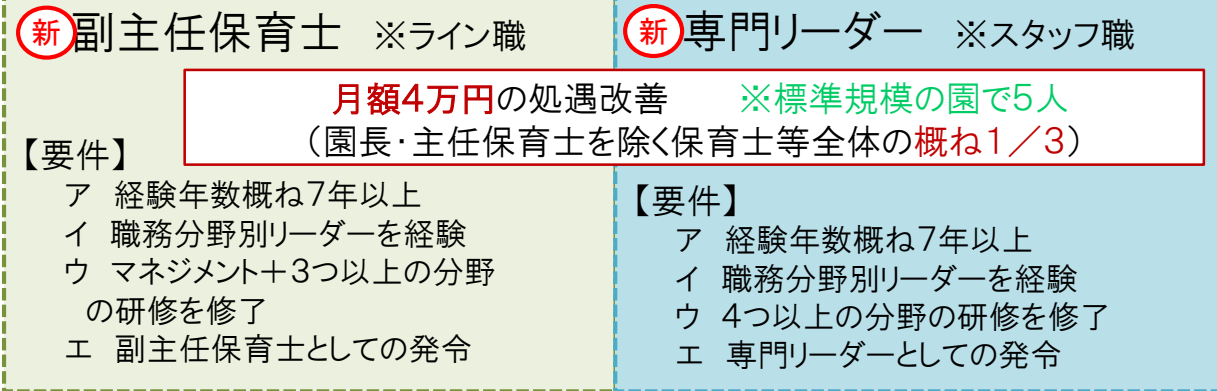 新 副主任保育士 ※ライン職
新 専門リーダー ※スタッフ職
月額4万円の処遇改善 ※標準規模の園で5人
(園長・主任保育士を除く保育士等全体の概ね1/3)
【要件】
ア 経験年数概ね7年以上
イ 職務分野別リーダーを経験
ウ マネジメント+3つ以上の分野
の研修を修了
エ 副主任保育士としての発令
【要件】
ア 経験年数概ね7年以上
イ 職務分野別リーダーを経験
ウ 4つ以上の分野の研修を修了
エ 専門リーダーとしての発令